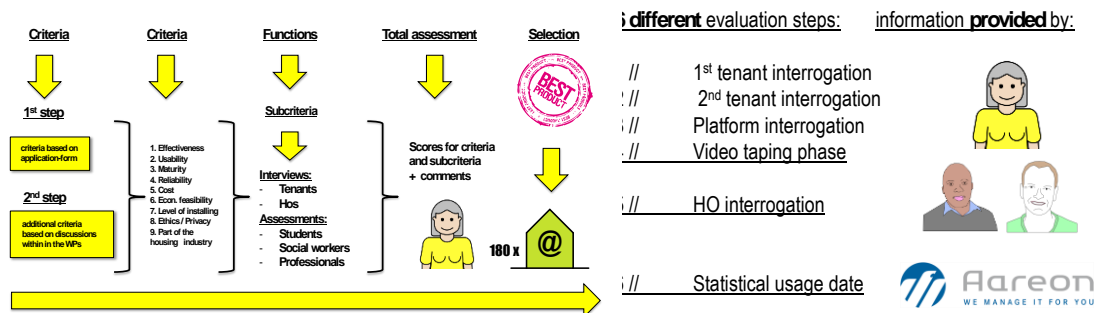 Criteria
Criteria
Functions
Total assessment
Selection
BEST PRODUCT
1st step
criteria based on
application-form
2nd step
additional criteria
based on discussions
within in the WPs
1. Effectiveness
2. Usability
3. Maturity
4. Reliability
5. Cost
6. Econ. feasibility
7. Level of installing
8. Ethics / Privacy
9. Part of the
housing industry
Subcriteria
Interviews:
- Tenants
- Hos
Assessments:
- Students
- Social workers
- Professionals
Scores for criteria
and subcriteria
+ comments
180 x @
different evaluation steps:
information provided by:
// 1st tenant interrogation
// 2nd tenant interrogation
// Platform interrogation
// Video taping phase
// HO interrogation
// Statistical usage date
Aareon
WE MANAGE IT FOR YOU